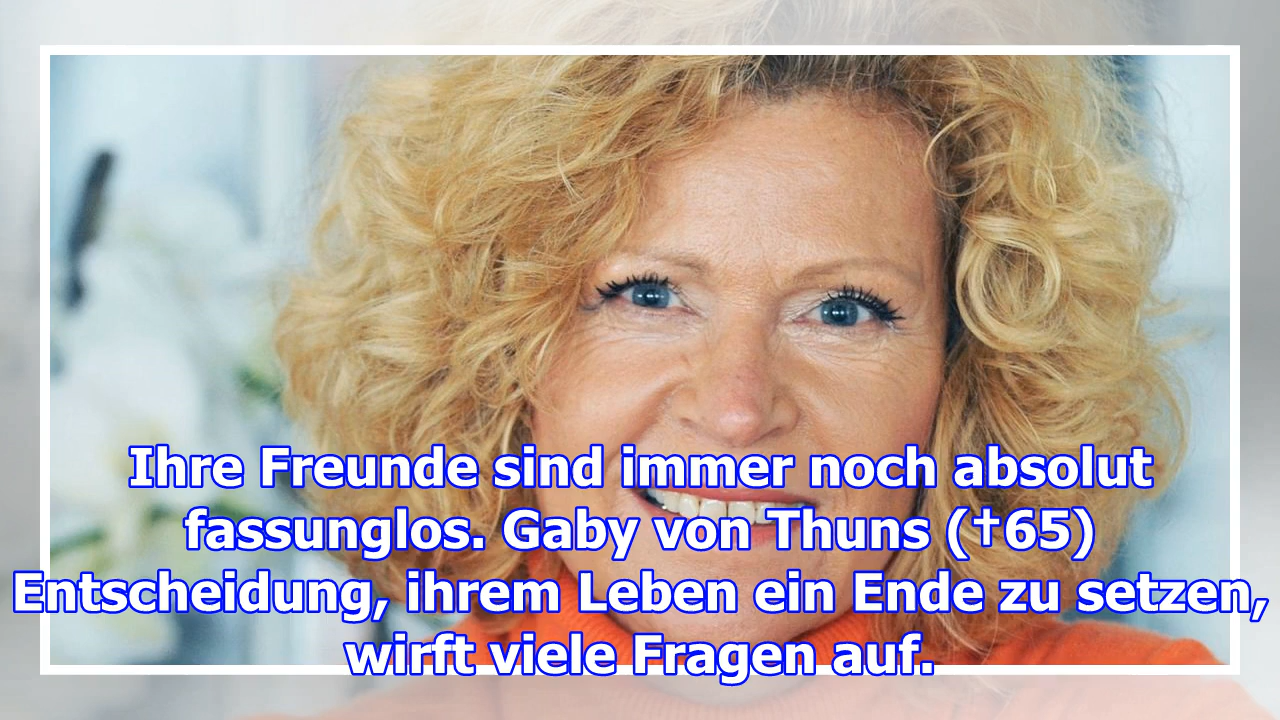 Ihre Freunde sind immer noch absolut
fassunglos. Gaby von Thuns (†65)
Entscheidung, ihrem Leben ein Ende zu setzen,
wirft viele Fragen auf.